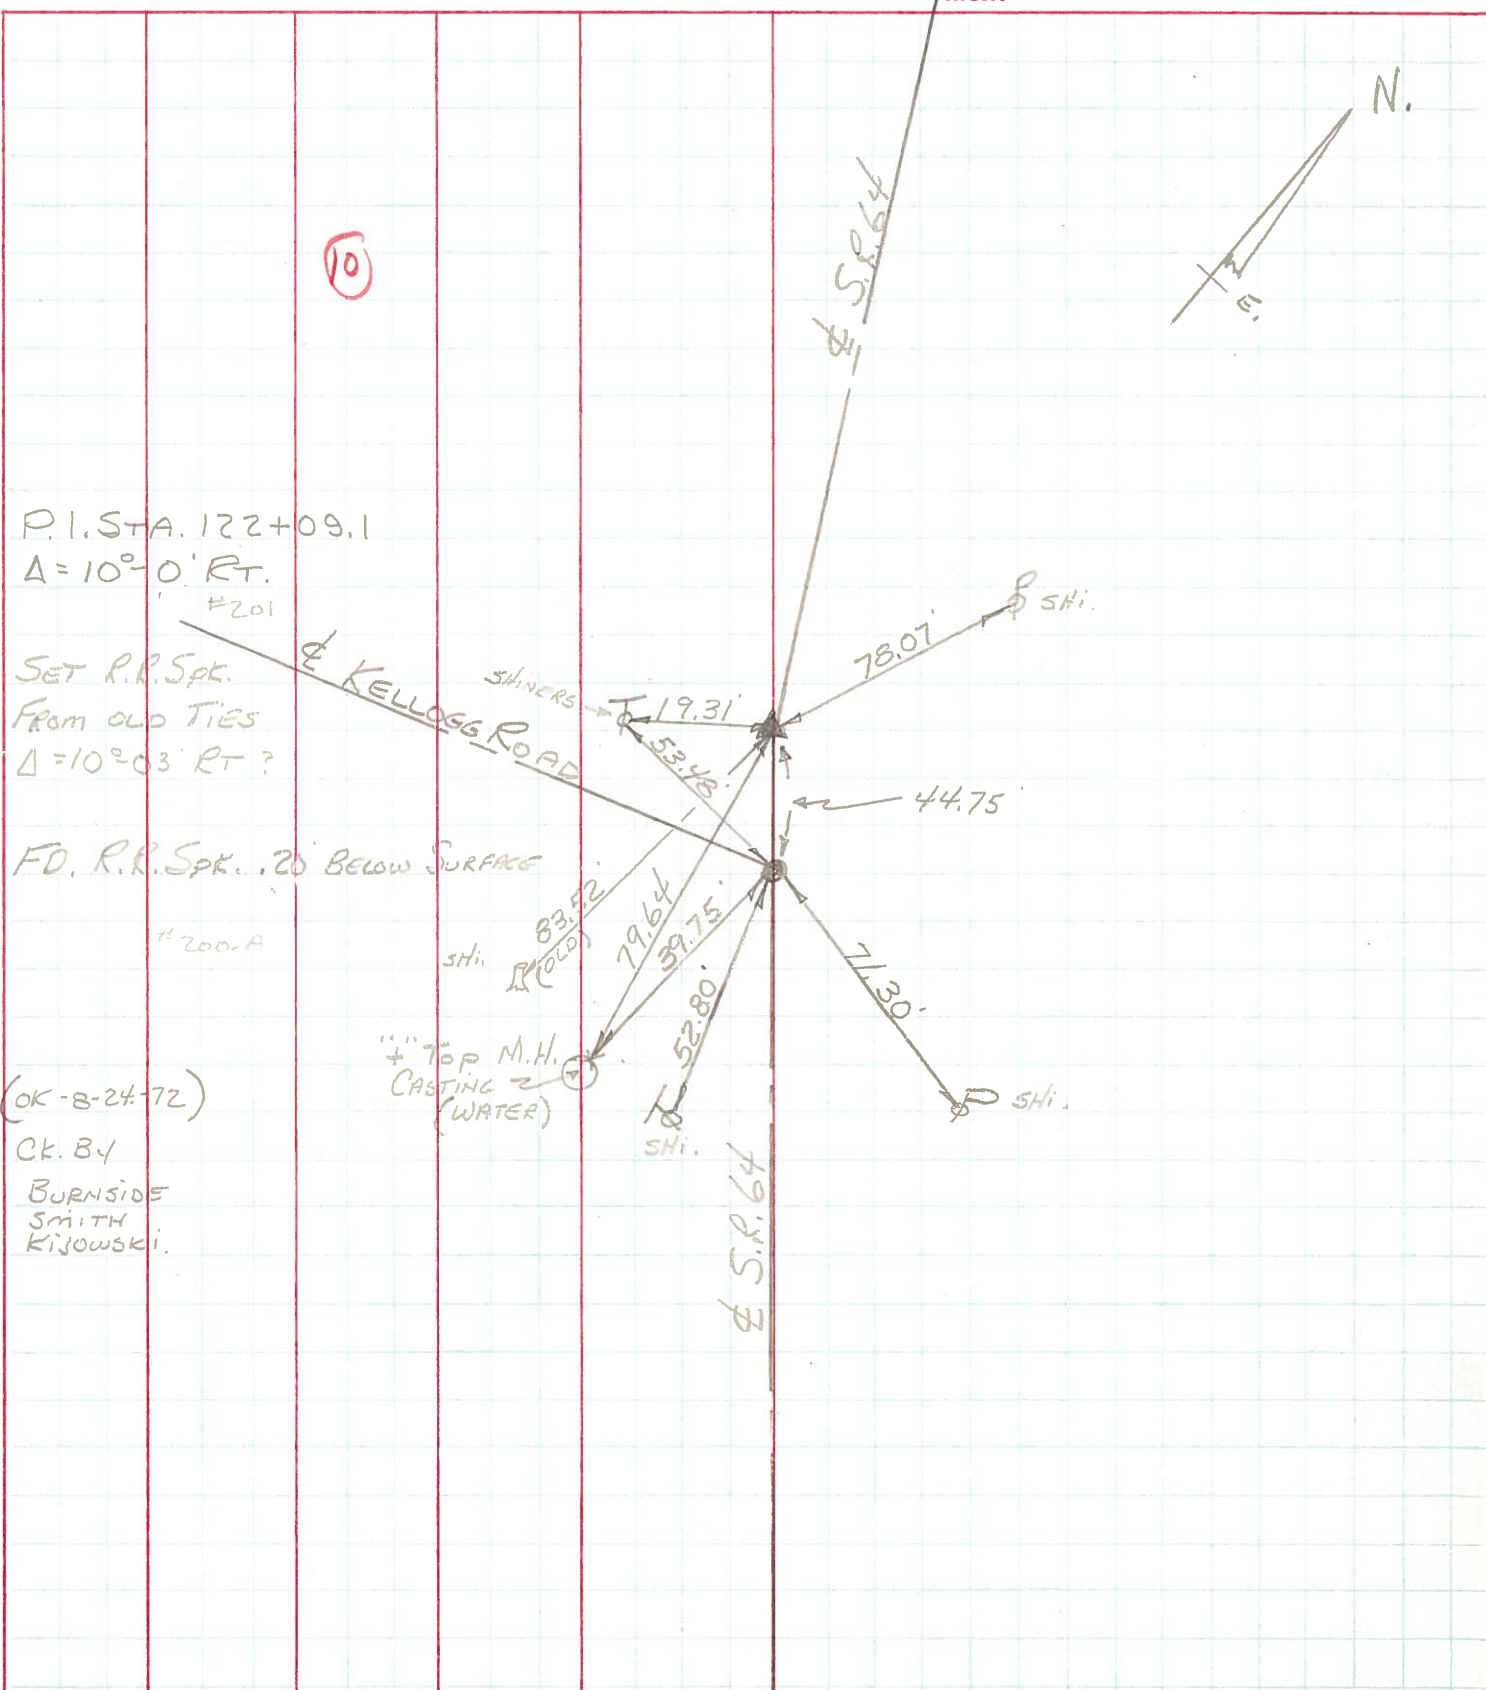 N.
E.
10
℄ S.R. 64
P.I. STA. 122+09.1
Δ = 10°-0' RT.
#201
SET R.R. SPK.
FROM OLD TIES
Δ = 10°-03' RT ?
℄ KELLOGG ROAD
SHINERS
19.31'
53.48'
78.07'
SHI.
44.75'
FD. R.R. SPK. .20' BELOW SURFACE
#200-A
83.52'
(OLD)
SHI.
79.64'
39.75'
52.80'
71.30'
"+" TOP M.H.
CASTING
(WATER)
SHI.
SHI.
(OK-8-24-72)
CK. BY
BURNSIDE
SMITH
KIJOWSKI.
℄ S.R. 64